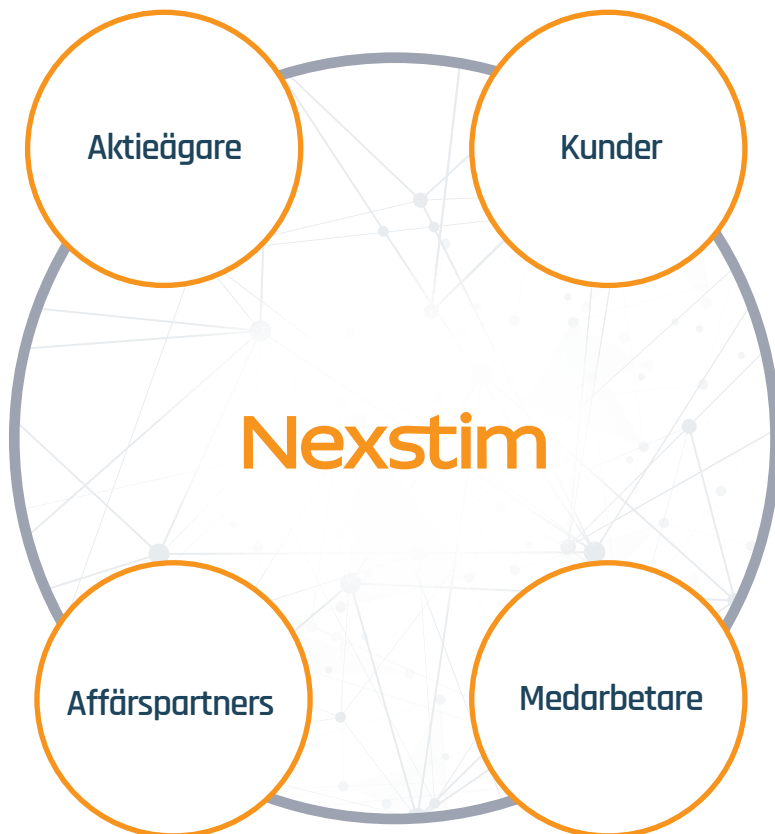 Aktieägare
Kunder
Nexstim
Affärspartners
Medarbetare